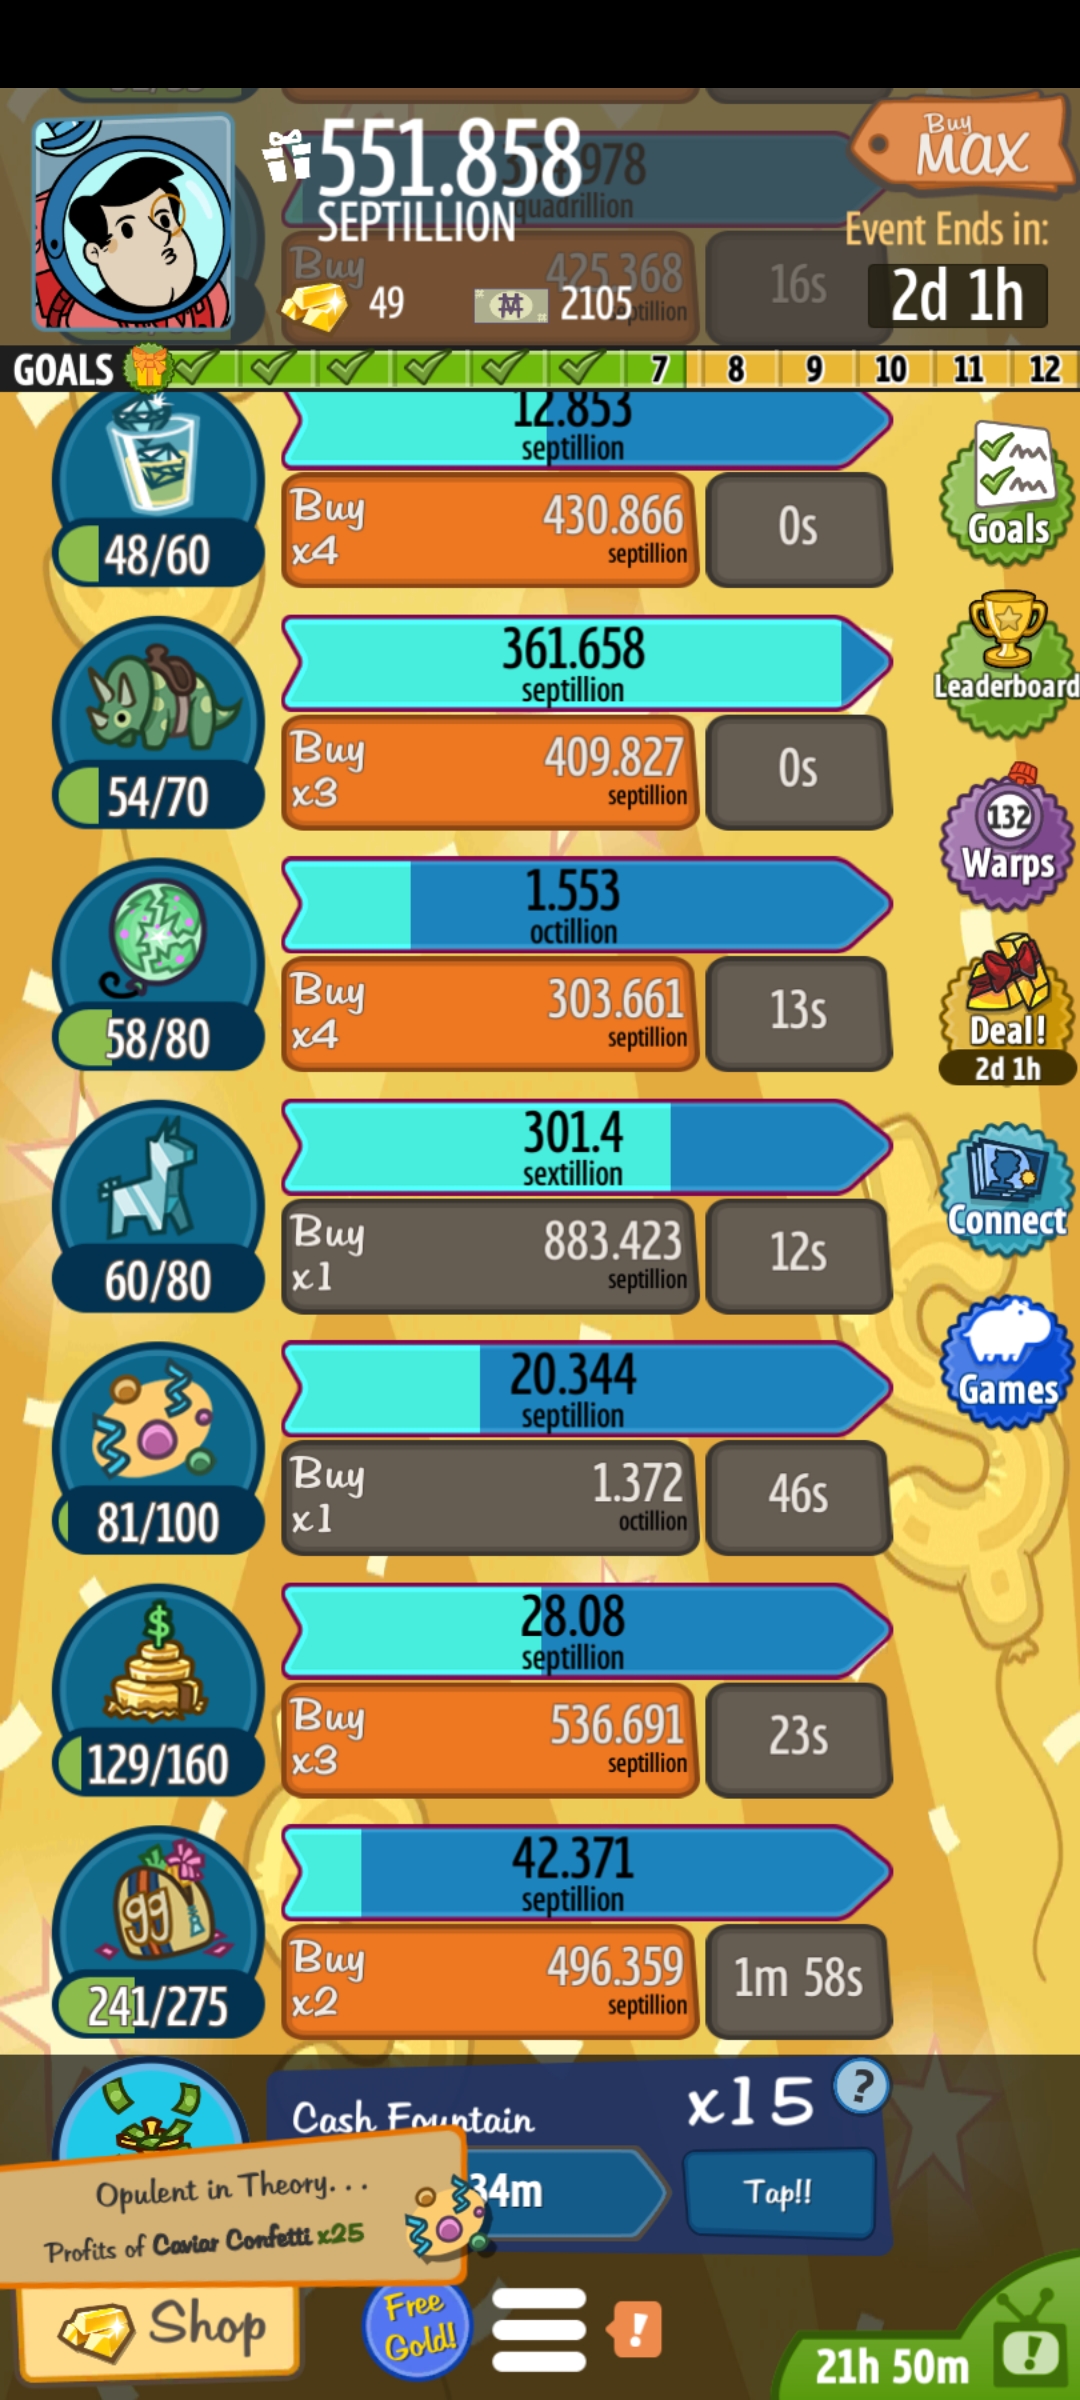 551.858
SEPTILLION
Buy
MAX
978
quadrillion
Event Ends in:
Buy
425.368
septillion
16s
49
2105
2d 1h
GOALS
7
8
9
10
11
12
12.853
septillion
Buy
x4
430.866
septillion
0s
48/60
Goals
361.658
septillion
Leaderboard
Buy
x3
409.827
septillion
0s
54/70
132
Warps
1.553
octillion
Buy
x4
303.661
septillion
13s
58/80
Deal!
2d 1h
301.4
sextillion
Buy
x1
883.423
septillion
12s
60/80
Connect
20.344
septillion
Games
Buy
x1
1.372
octillion
46s
81/100
$
28.08
septillion
Buy
x3
536.691
septillion
23s
129/160
42.371
septillion
99
Buy
x2
496.359
septillion
1m 58s
241/275
Cash Fountain
x15
?
34m
Tap!!
Opulent in Theory...
Profits of Caviar Confetti x25
Shop
Free
Gold!
!
21h 50m
!